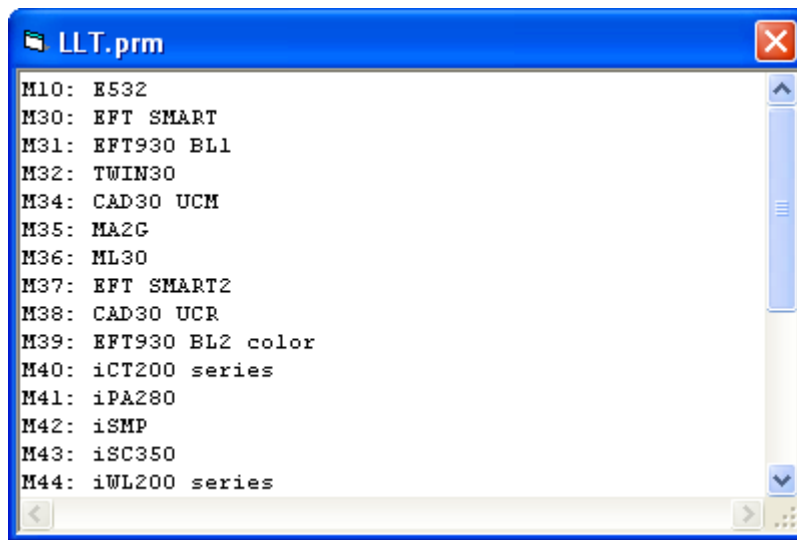 LLT.prm
M10: E532
M30: EFT SMART
M31: EFT930 BL1
M32: TWIN30
M34: CAD30 UCM
M35: MA2G
M36: ML30
M37: EFT SMART2
M38: CAD30 UCR
M39: EFT930 BL2 color
M40: iCT200 series
M41: iPA280
M42: iSMP
M43: iSC350
M44: iWL200 series